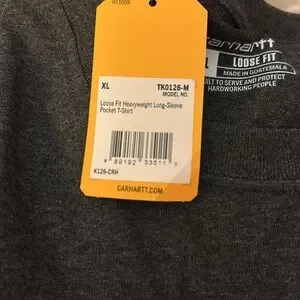 HT1009
XL
TK0126-M
MODEL NO.
Loose Fit Heavyweight Long-Sleeve
Pocket T-Shirt
K126-CRH
CARHARTT.COM
carhartt
LOOSE FIT
MADE IN GUATEMALA
BUILT TO SERVE AND PROTECT
HARDWORKING PEOPLE